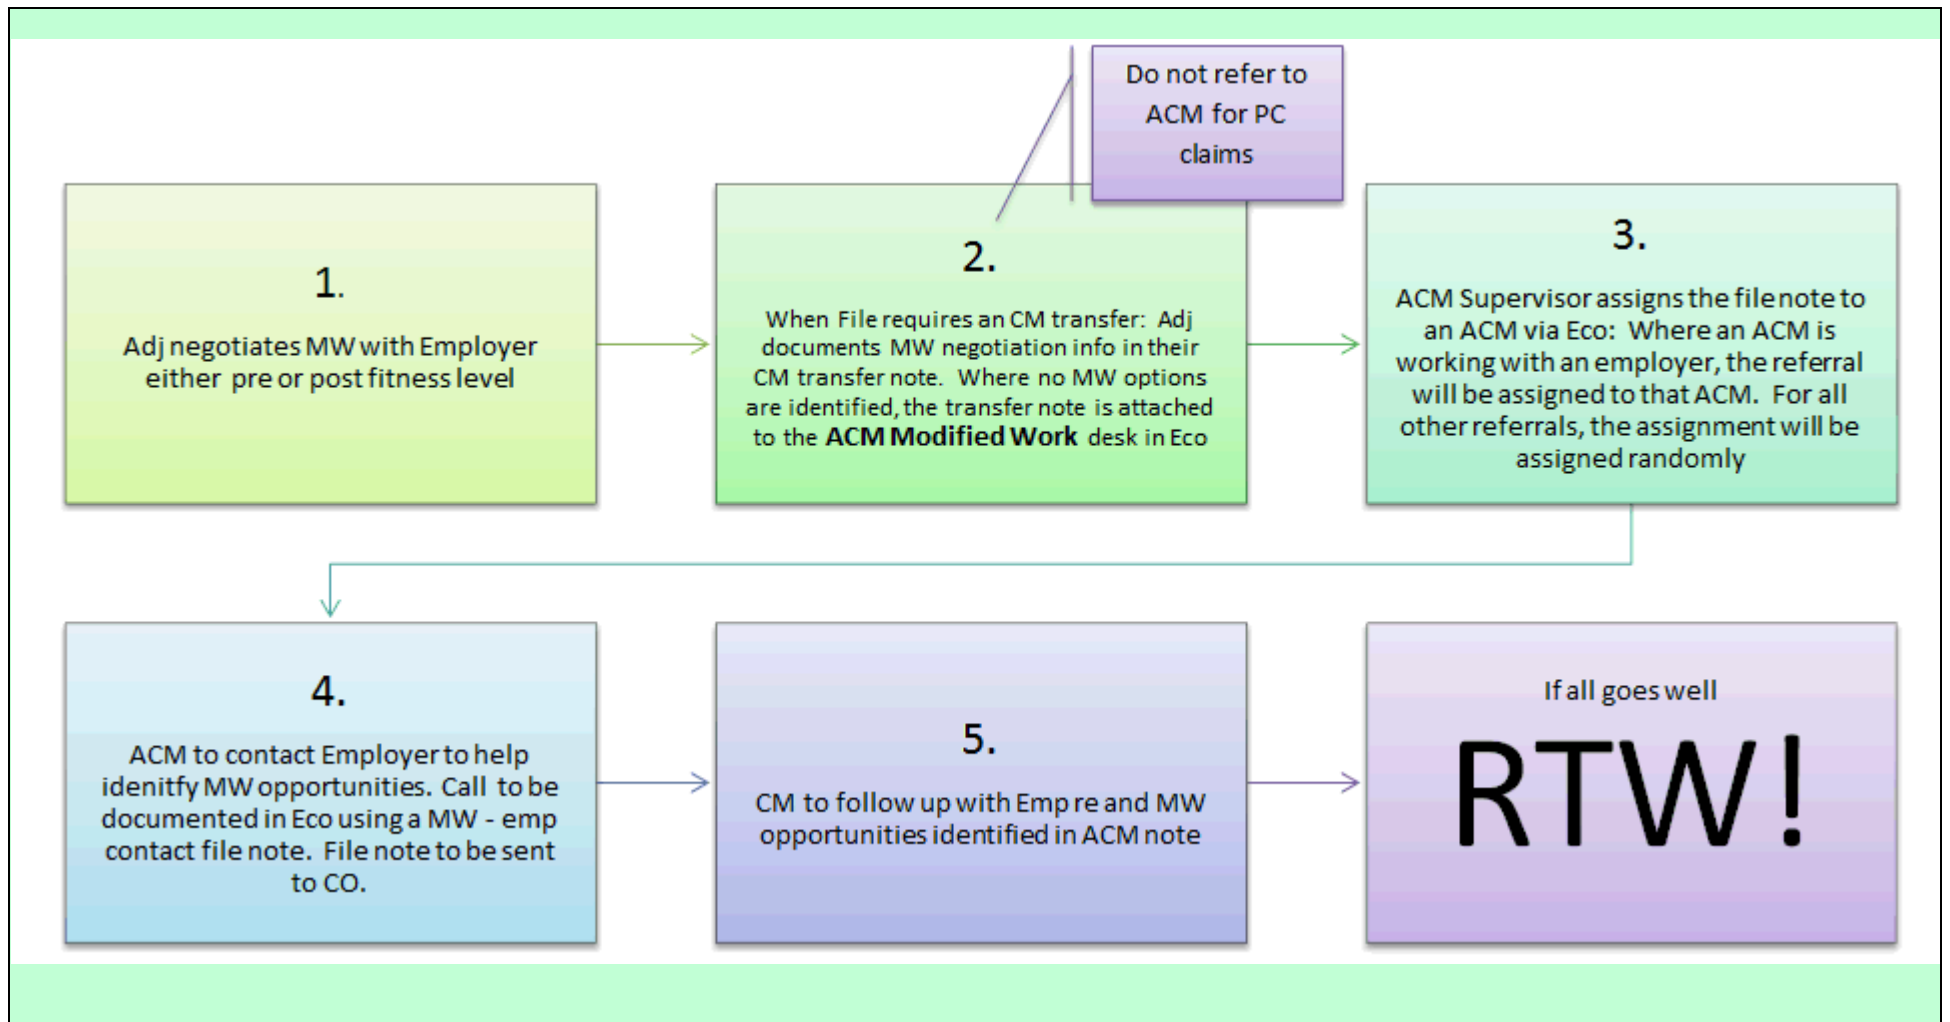 Do not refer to
ACM for PC
claims
1.
Adj negotiates MW with Employer
either pre or post fitness level
2.
When File requires an CM transfer: Adj
documents MW negotiation info in their
CM transfer note. Where no MW options
are identified, the transfer note is attached
to the ACM Modified Work desk in Eco
3.
ACM Supervisor assigns the file note to
an ACM via Eco: Where an ACM is
working with an employer, the referral
will be assigned to that ACM. For all
other referrals, the assignment will be
assigned randomly
4.
ACM to contact Employer to help
idenitfy MW opportunities. Call to be
documented in Eco using a MW - emp
contact file note. File note to be sent
to CO.
5.
CM to follow up with Emp re and MW
opportunities identified in ACM note
If all goes well
RTW!